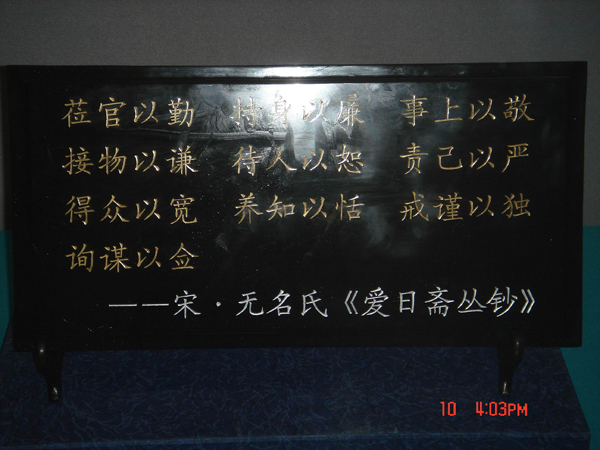 莅官以勤 持身以廉 事上以敬
接物以谦 待人以恕 责己以严
得众以宽 养知以恬 戒谨以独
询谋以佥
——宋·无名氏《爱日斋丛钞》
10 4:03PM